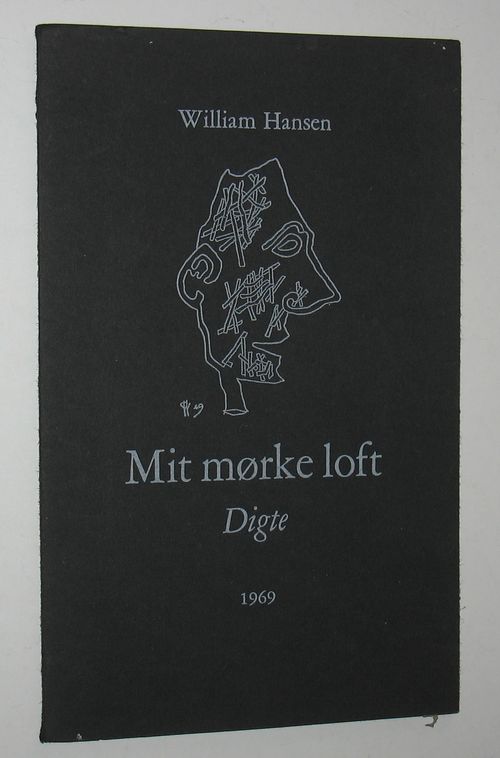 William Hansen
Mit mørke loft
Digte
1969